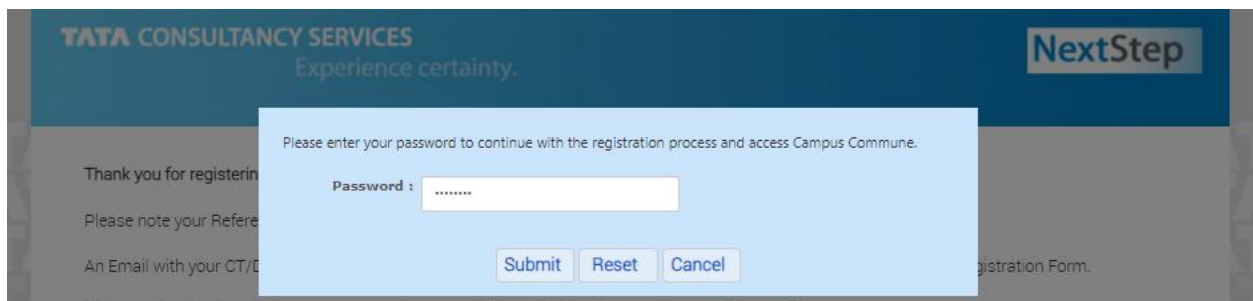 TATA CONSULTANCY SERVICES
Experience certainty.
NextStep
Please enter your password to continue with the registration process and access Campus Commune.
Thank you for registerin
Password :
Please note your Refere
Submit Reset Cancel
An Email with your CT/D
gistration Form.